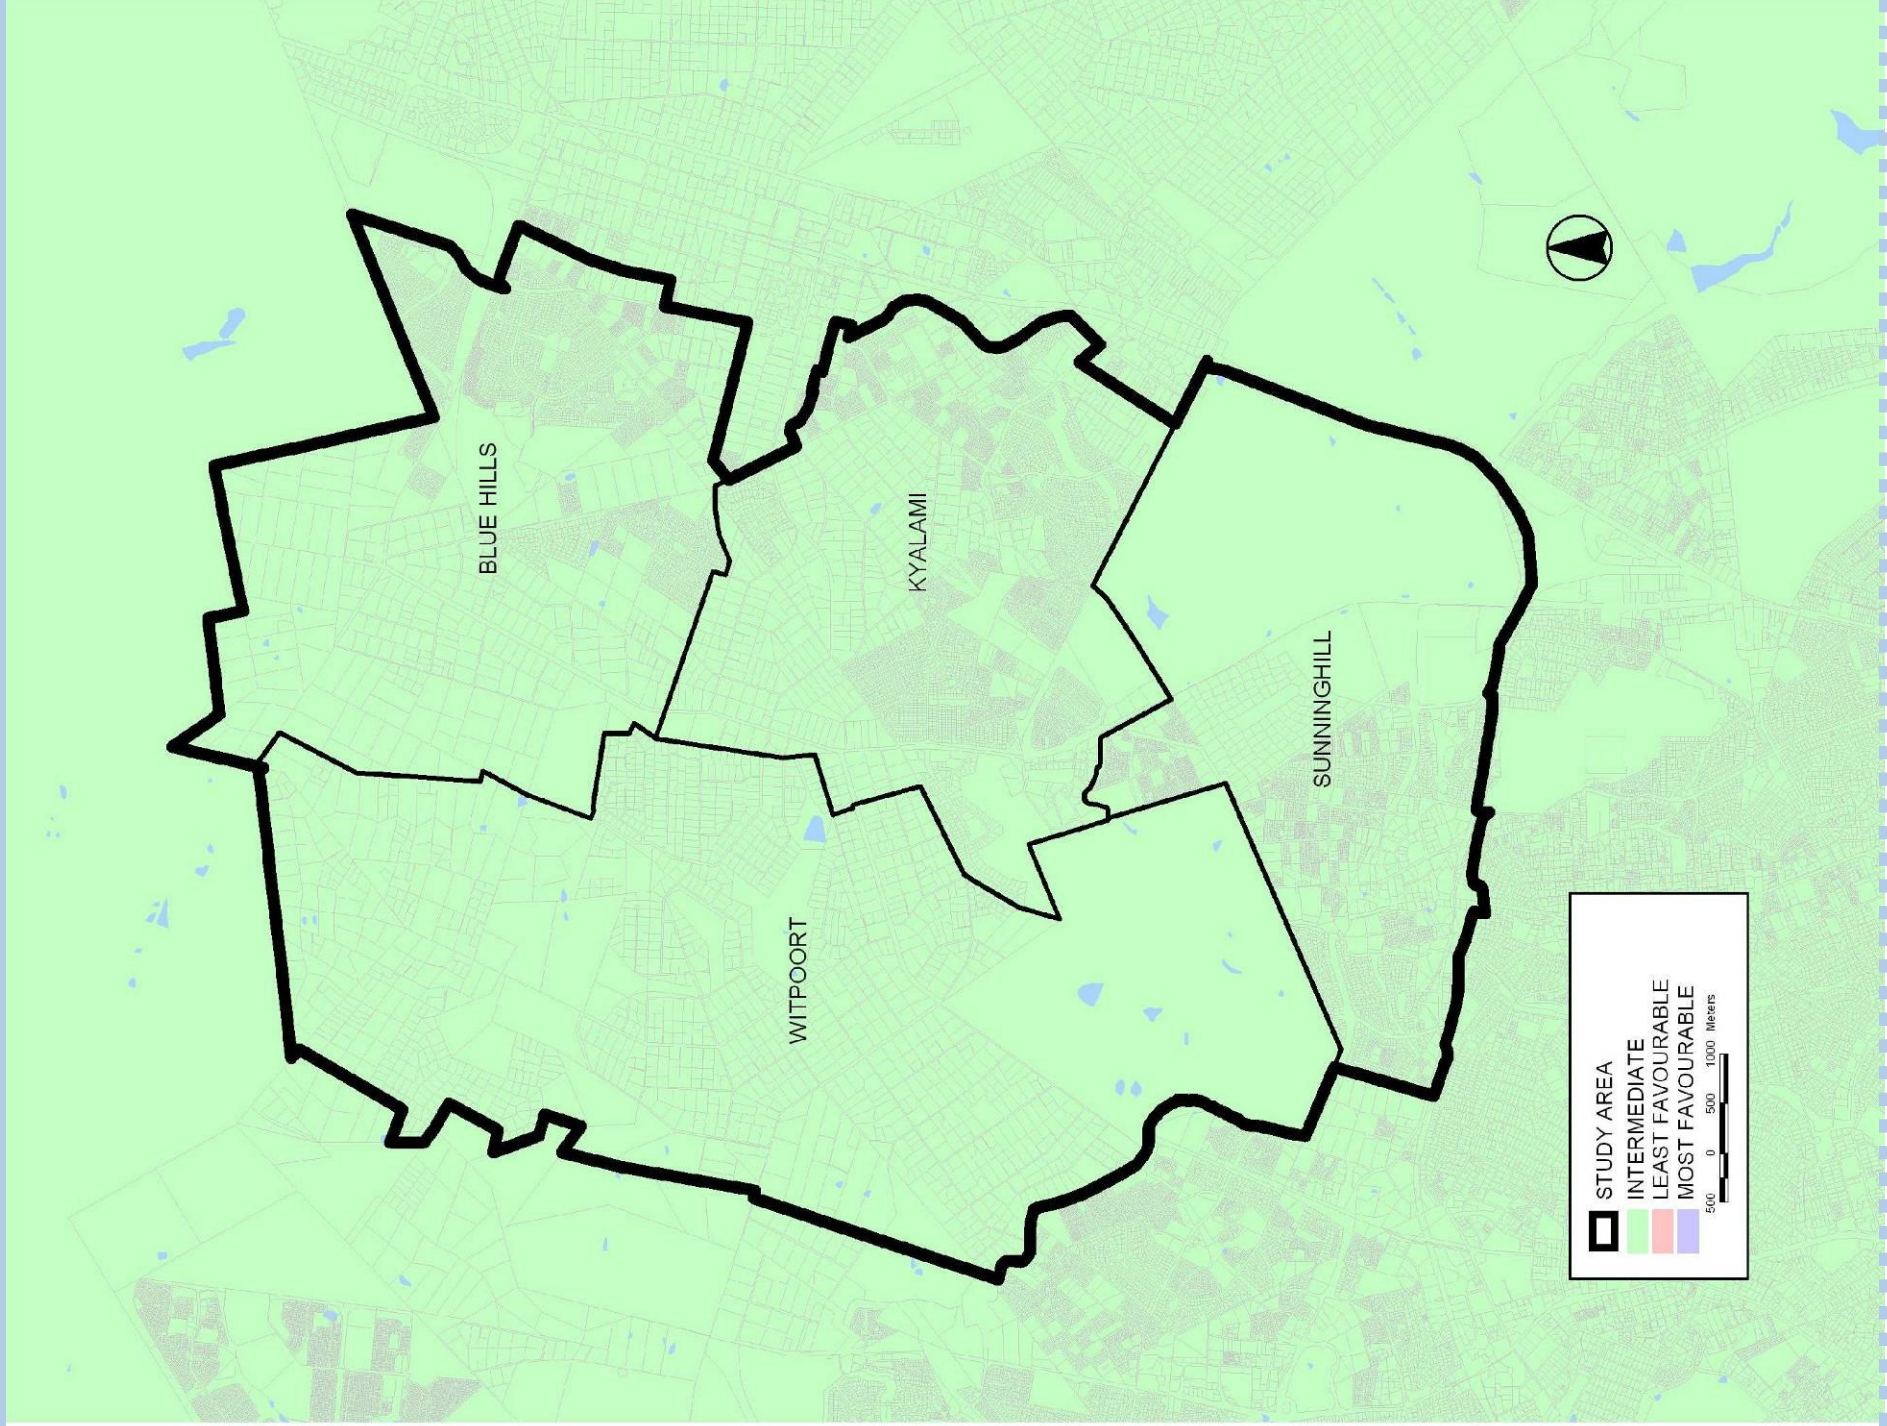 BLUE HILLS
KYALAMI
SUNNINGHILL
WITPOORT
STUDY AREA
INTERMEDIATE
LEAST FAVOURABLE
MOST FAVOURABLE
500 0 500 1000 Meters